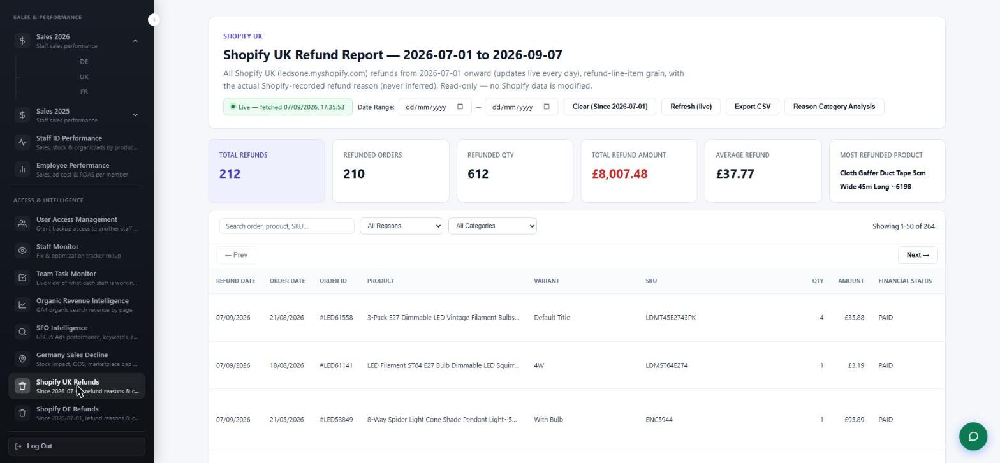 SALES & PERFORMANCE
Sales 2026
Staff sales performance
DE
UK
FR
Sales 2025
Staff sales performance
Staff ID Performance
Sales, stock & organic/ads by produc...
Employee Performance
Sales, ad cost & ROAS per member
ACCESS & INTELLIGENCE
User Access Management
Grant backup access to another staff ...
Staff Monitor
Fix & optimization tracker rollup
Team Task Monitor
Live view of what each staff is workin...
Organic Revenue Intelligence
GA4 organic search revenue by page
SEO Intelligence
GSC & Ads performance, keywords, a...
Germany Sales Decline
Stock impact, OOS, marketplace gap ...
Shopify UK Refunds
Since 2026-07- refund reasons & c...
Shopify DE Refunds
Since 2026-07-01, refund reasons & c...
Log Out
SHOPIFY UK
Shopify UK Refund Report — 2026-07-01 to 2026-09-07
All Shopify UK (ledsone.myshopify.com) refunds from 2026-07-01 onward (updates live every day), refund-line-item grain, with
the actual Shopify-recorded refund reason (never inferred). Read-only — no Shopify data is modified.
Live — fetched 07/09/2026, 17:35:53 Date Range: dd/mm/yyyy — dd/mm/yyyy Clear (Since 2026-07-01) Refresh (live) Export CSV Reason Category Analysis
TOTAL REFUNDS
212
REFUNDED ORDERS
210
REFUNDED QTY
612
TOTAL REFUND AMOUNT
£8,007.48
AVERAGE REFUND
£37.77
MOST REFUNDED PRODUCT
Cloth Gaffer Duct Tape 5cm
Wide 45m Long ~6198
Search order, product, SKU... All Reasons All Categories Showing 1-50 of 264
← Prev Next →
REFUND DATE ORDER DATE ORDER ID PRODUCT VARIANT SKU QTY AMOUNT FINANCIAL STATUS
07/09/2026 21/08/2026 #LED61558 3-Pack E27 Dimmable LED Vintage Filament Bulbs... Default Title LDMT45E2743PK 4 £35.88 PAID
07/09/2026 18/08/2026 #LED61141 LED Filament ST64 E27 Bulb Dimmable LED Squirr... 4W LDMST64E274 1 £3.19 PAID
07/09/2026 21/05/2026 #LED53849 8-Way Spider Light Cone Shade Pendant Light~5... With Bulb ENC5944 1 £95.89 PAID